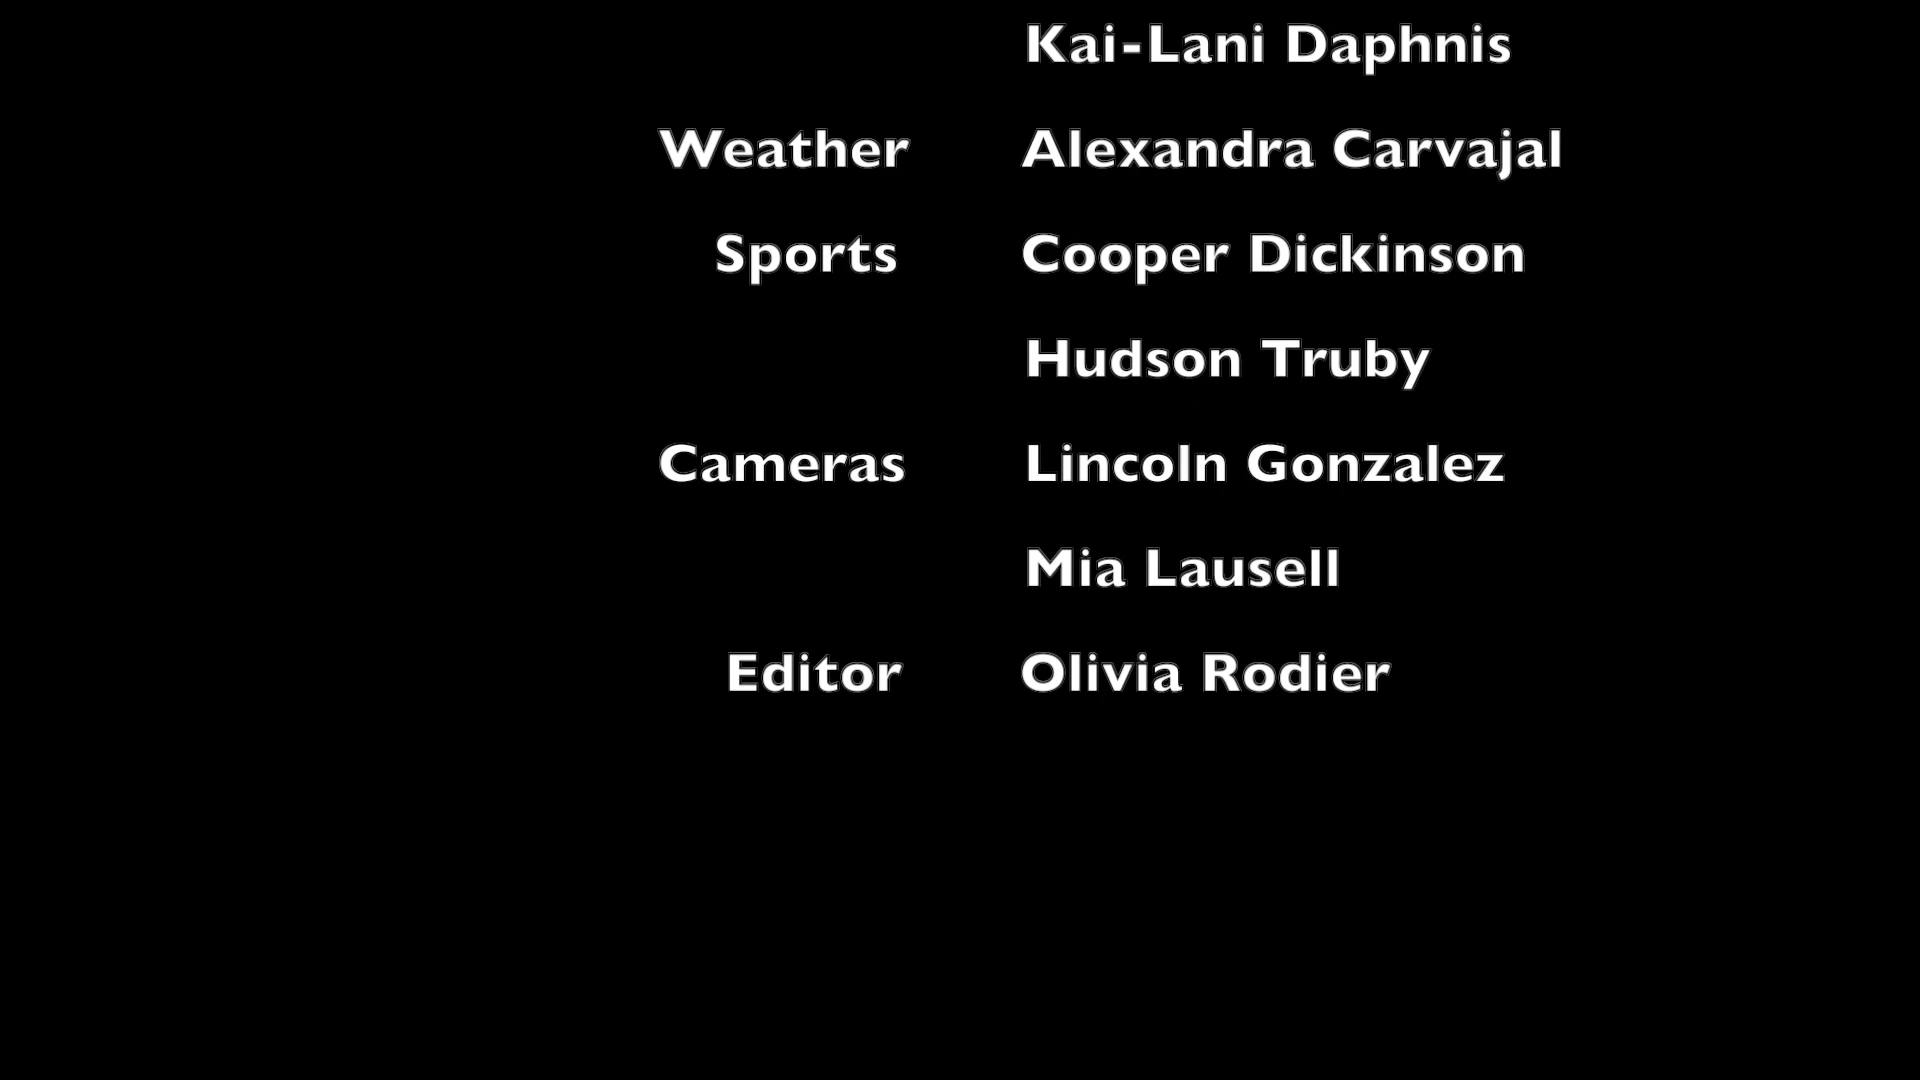 Kai-Lani Daphnis
Weather Alexandra Carvajal
Sports Cooper Dickinson
Hudson Truby
Cameras Lincoln Gonzalez
Mia Lausell
Editor Olivia Rodier